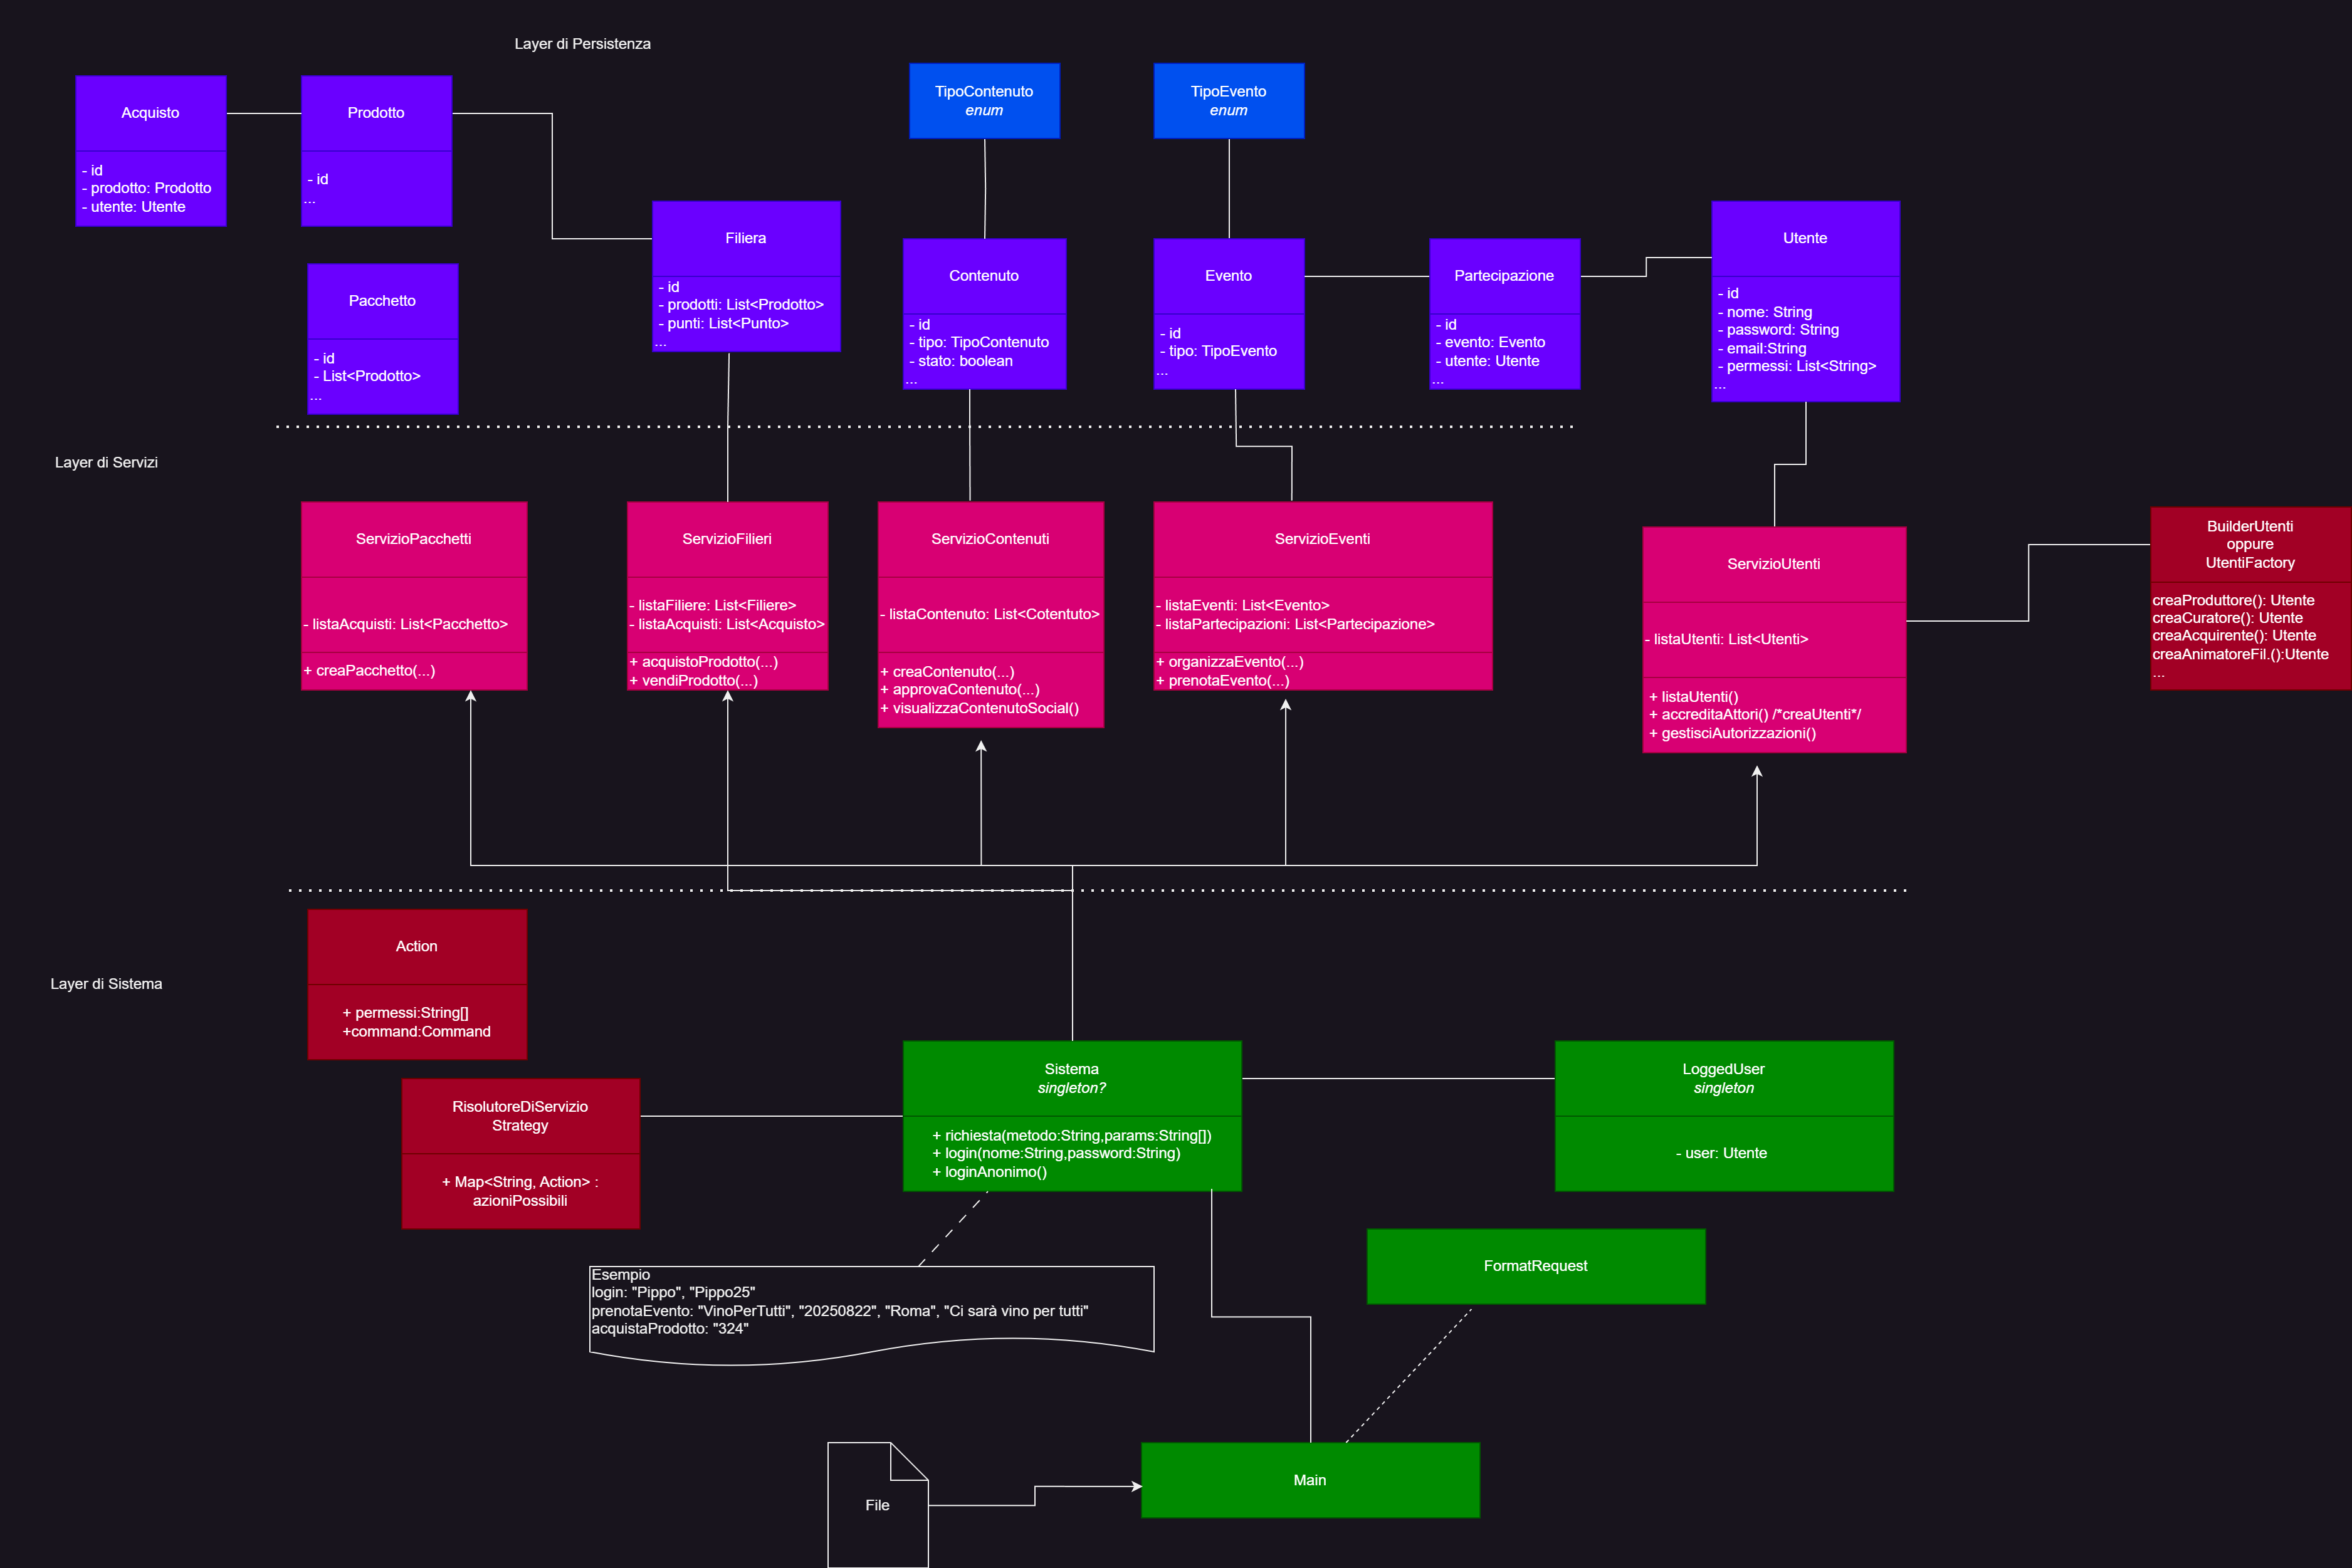 Layer di Persistenza
Acquisto
- id
- prodotto: Prodotto
- utente: Utente
Prodotto
- id
...
Pacchetto
- id
- List<Prodotto>
...
Filiera
- id
- prodotti: List<Prodotto>
- punti: List<Punto>
...
TipoContenuto
enum
Contenuto
- id
- tipo: TipoContenuto
- stato: boolean
...
TipoEvento
enum
Evento
- id
- tipo: TipoEvento
...
Partecipazione
- id
- evento: Evento
- utente: Utente
...
Utente
- id
- nome: String
- password: String
- email:String
- permessi: List<String>
...
Layer di Servizi
ServizioPacchetti
- listaAcquisti: List<Pacchetto>
+ creaPacchetto(...)
ServizioFilieri
- listaFiliere: List<Filiere>
- listaAcquisti: List<Acquisto>
+ acquistoProdotto(...)
+ vendiProdotto(...)
ServizioContenuti
- listaContenuto: List<Cotentuto>
+ creaContenuto(...)
+ approvaContenuto(...)
+ visualizzaContenutoSocial()
ServizioEventi
- listaEventi: List<Evento>
- listaPartecipazioni: List<Partecipazione>
+ organizzaEvento(...)
+ prenotaEvento(...)
ServizioUtenti
- listaUtenti: List<Utenti>
+ listaUtenti()
+ accreditaAttori() /*creaUtenti*/
+ gestisciAutorizzazioni()
BuilderUtenti
oppure
UtentiFactory
creaProduttore(): Utente
creaCuratore(): Utente
creaAcquirente(): Utente
creaAnimatoreFil.():Utente
...
Layer di Sistema
Action
+ permessi:String[]
+command:Command
RisolutoreDiServizio
Strategy
+ Map<String, Action> :
azioniPossibili
Sistema
singleton?
+ richiesta(metodo:String,params:String[])
+ login(nome:String,password:String)
+ loginAnonimo()
LoggedUser
singleton
- user: Utente
FormatRequest
Esempio
login: "Pippo", "Pippo25"
prenotaEvento: "VinoPerTutti", "20250822", "Roma", "Ci sarà vino per tutti"
acquistaProdotto: "324"
File
Main